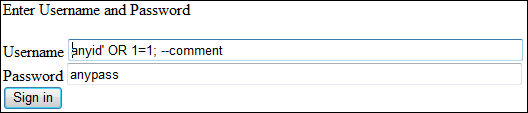 Enter Username and Password
Username anyid' OR 1=1; --comment
Password anypass
Sign in